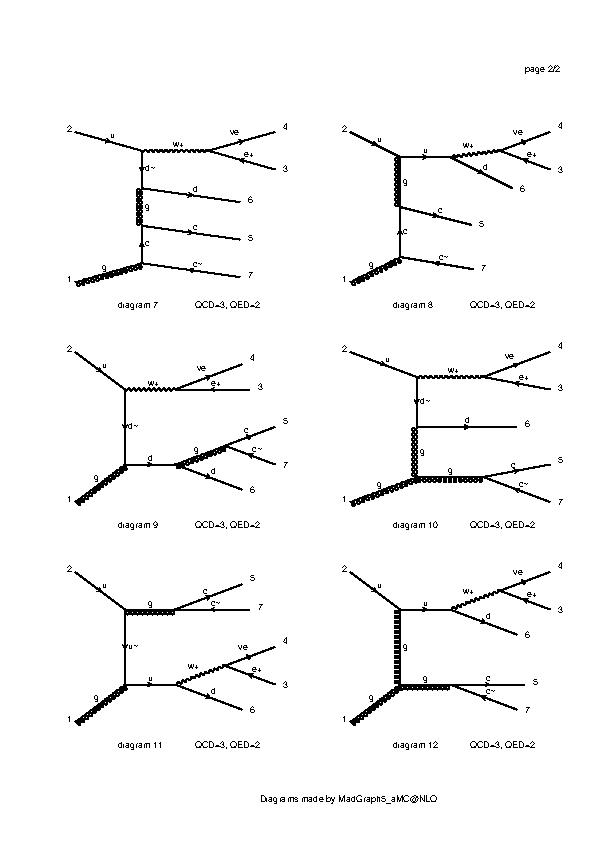 page 2/2
2 u w+ ve 4
e+ 3
d~
d 6
g
c 5
c
g
1 c~ 7
diagram 7 QCD=3, QED=2
2 u w+ ve 4
u e+ 3
d 6
g
c 5
c
g
1 c~ 7
diagram 8 QCD=3, QED=2
2 u w+ ve 4
e+ 3
d~
c 5
d g c~ 7
g d 6
1
diagram 9 QCD=3, QED=2
2 u w+ ve 4
e+ 3
d~
d 6
g
g g c 5
1 c~ 7
diagram 10 QCD=3, QED=2
2 u g c 5
c~ 7
u~
ve 4
w+ e+
u 3
g d 6
1
diagram 11 QCD=3, QED=2
2 u ve 4
w+ e+ 3
u
d 6
g
g g c 5
c~ 7
1
diagram 12 QCD=3, QED=2
Diagrams made by MadGraph5_aMC@NLO